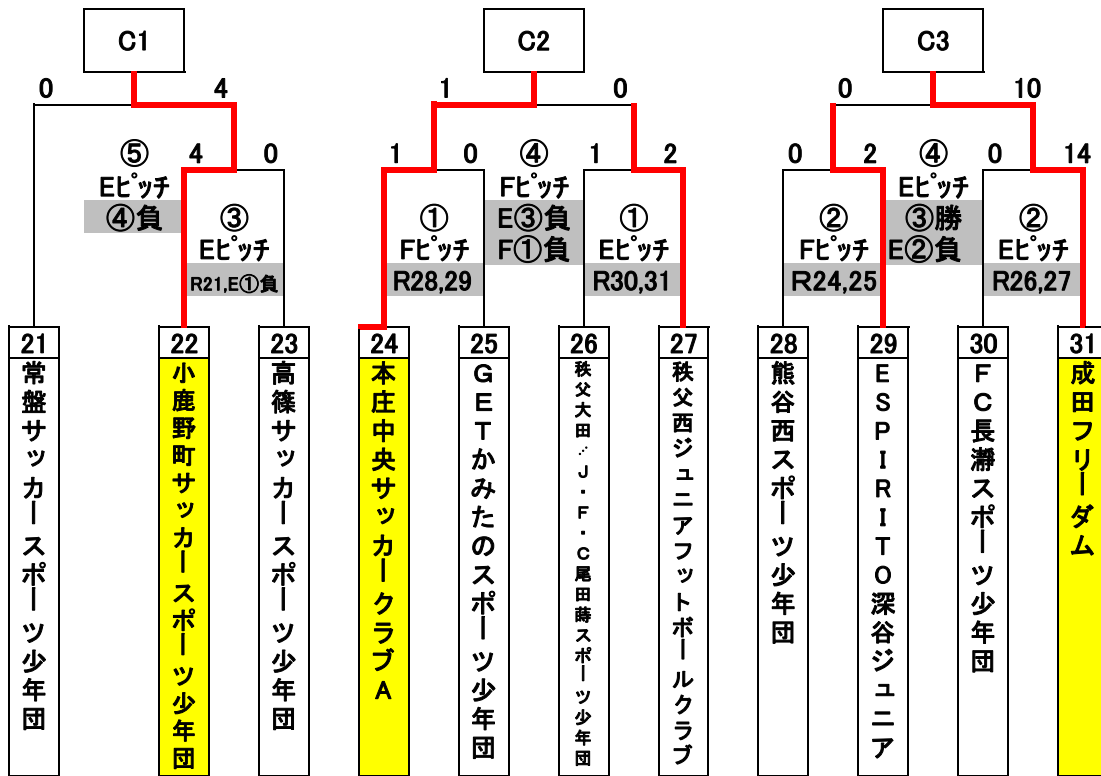 C1
C2
C3
0 4
1 0
0 10
⑤
Eピッチ
④負
4 0
③
Eピッチ
R21,E①負
1 0
①
Fピッチ
R28,29
④
Fピッチ
E③負
F①負
1 2
①
Eピッチ
R30,31
0 2
②
Fピッチ
R24,25
④
Eピッチ
③勝
E②負
0 14
②
Eピッチ
R26,27
21
常盤サッカースポーツ少年団
22
小鹿野町サッカースポーツ少年団
23
高篠サッカースポーツ少年団
24
本庄中央サッカークラブA
25
GETかみたのスポーツ少年団
26
秩父大田・J・F・C尾田蒔スポーツ少年団
27
秩父西ジュニアフットボールクラブ
28
熊谷西スポーツ少年団
29
ESPIRITO深谷ジュニア
30
FC長瀞スポーツ少年団
31
成田フリーダム